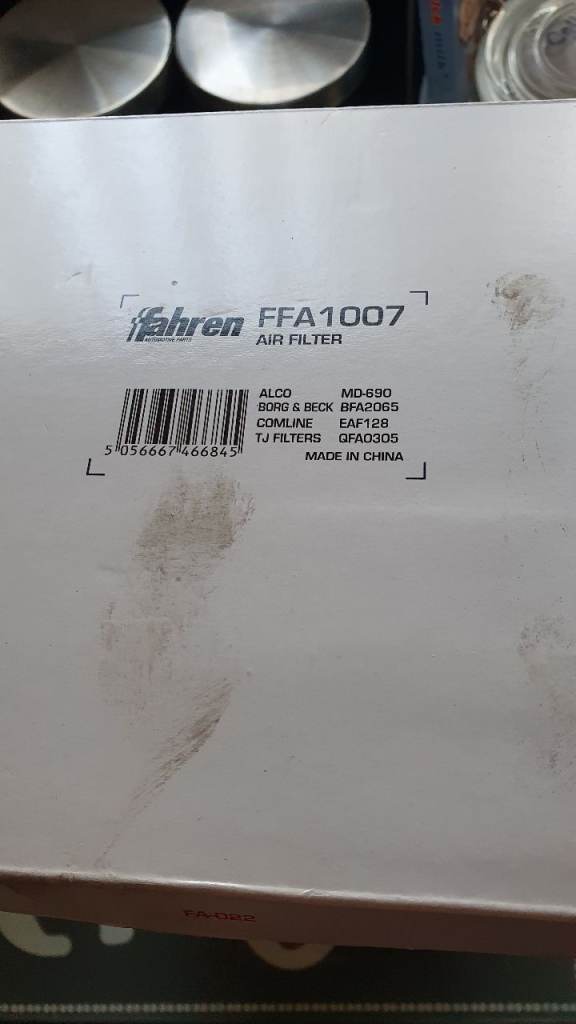 fahren FFA1007
AUTOMOTIVE PARTS
AIR FILTER
ALCO MD-690
BORG & BECK BFA2065
COMLINE EAF128
TJ FILTERS QFA0305
MADE IN CHINA
5 056667 466845
FA-022